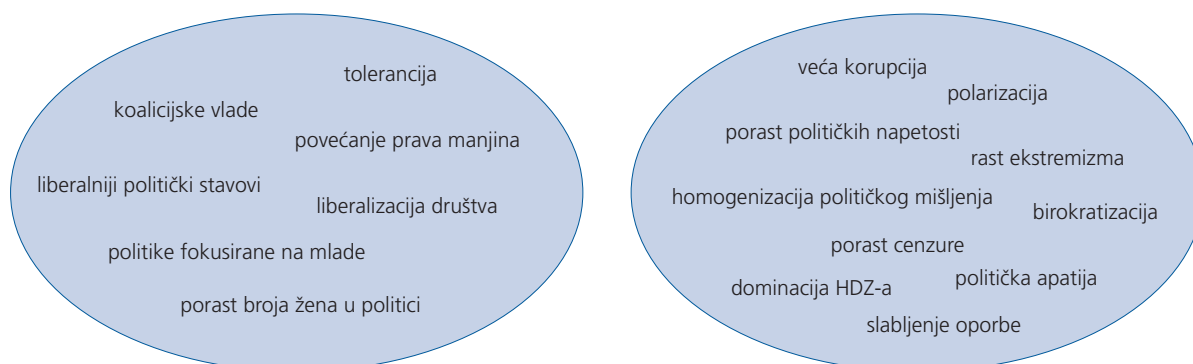 tolerancija
koalicijske vlade
povećanje prava manjina
liberalniji politički stavovi
liberalizacija društva
politike fokusirane na mlade
porast broja žena u politici
veća korupcija
polarizacija
porast političkih napetosti
rast ekstremizma
homogenizacija političkog mišljenja
birokratizacija
porast cenzure
politička apatija
dominacija HDZ-a
slabljenje oporbe